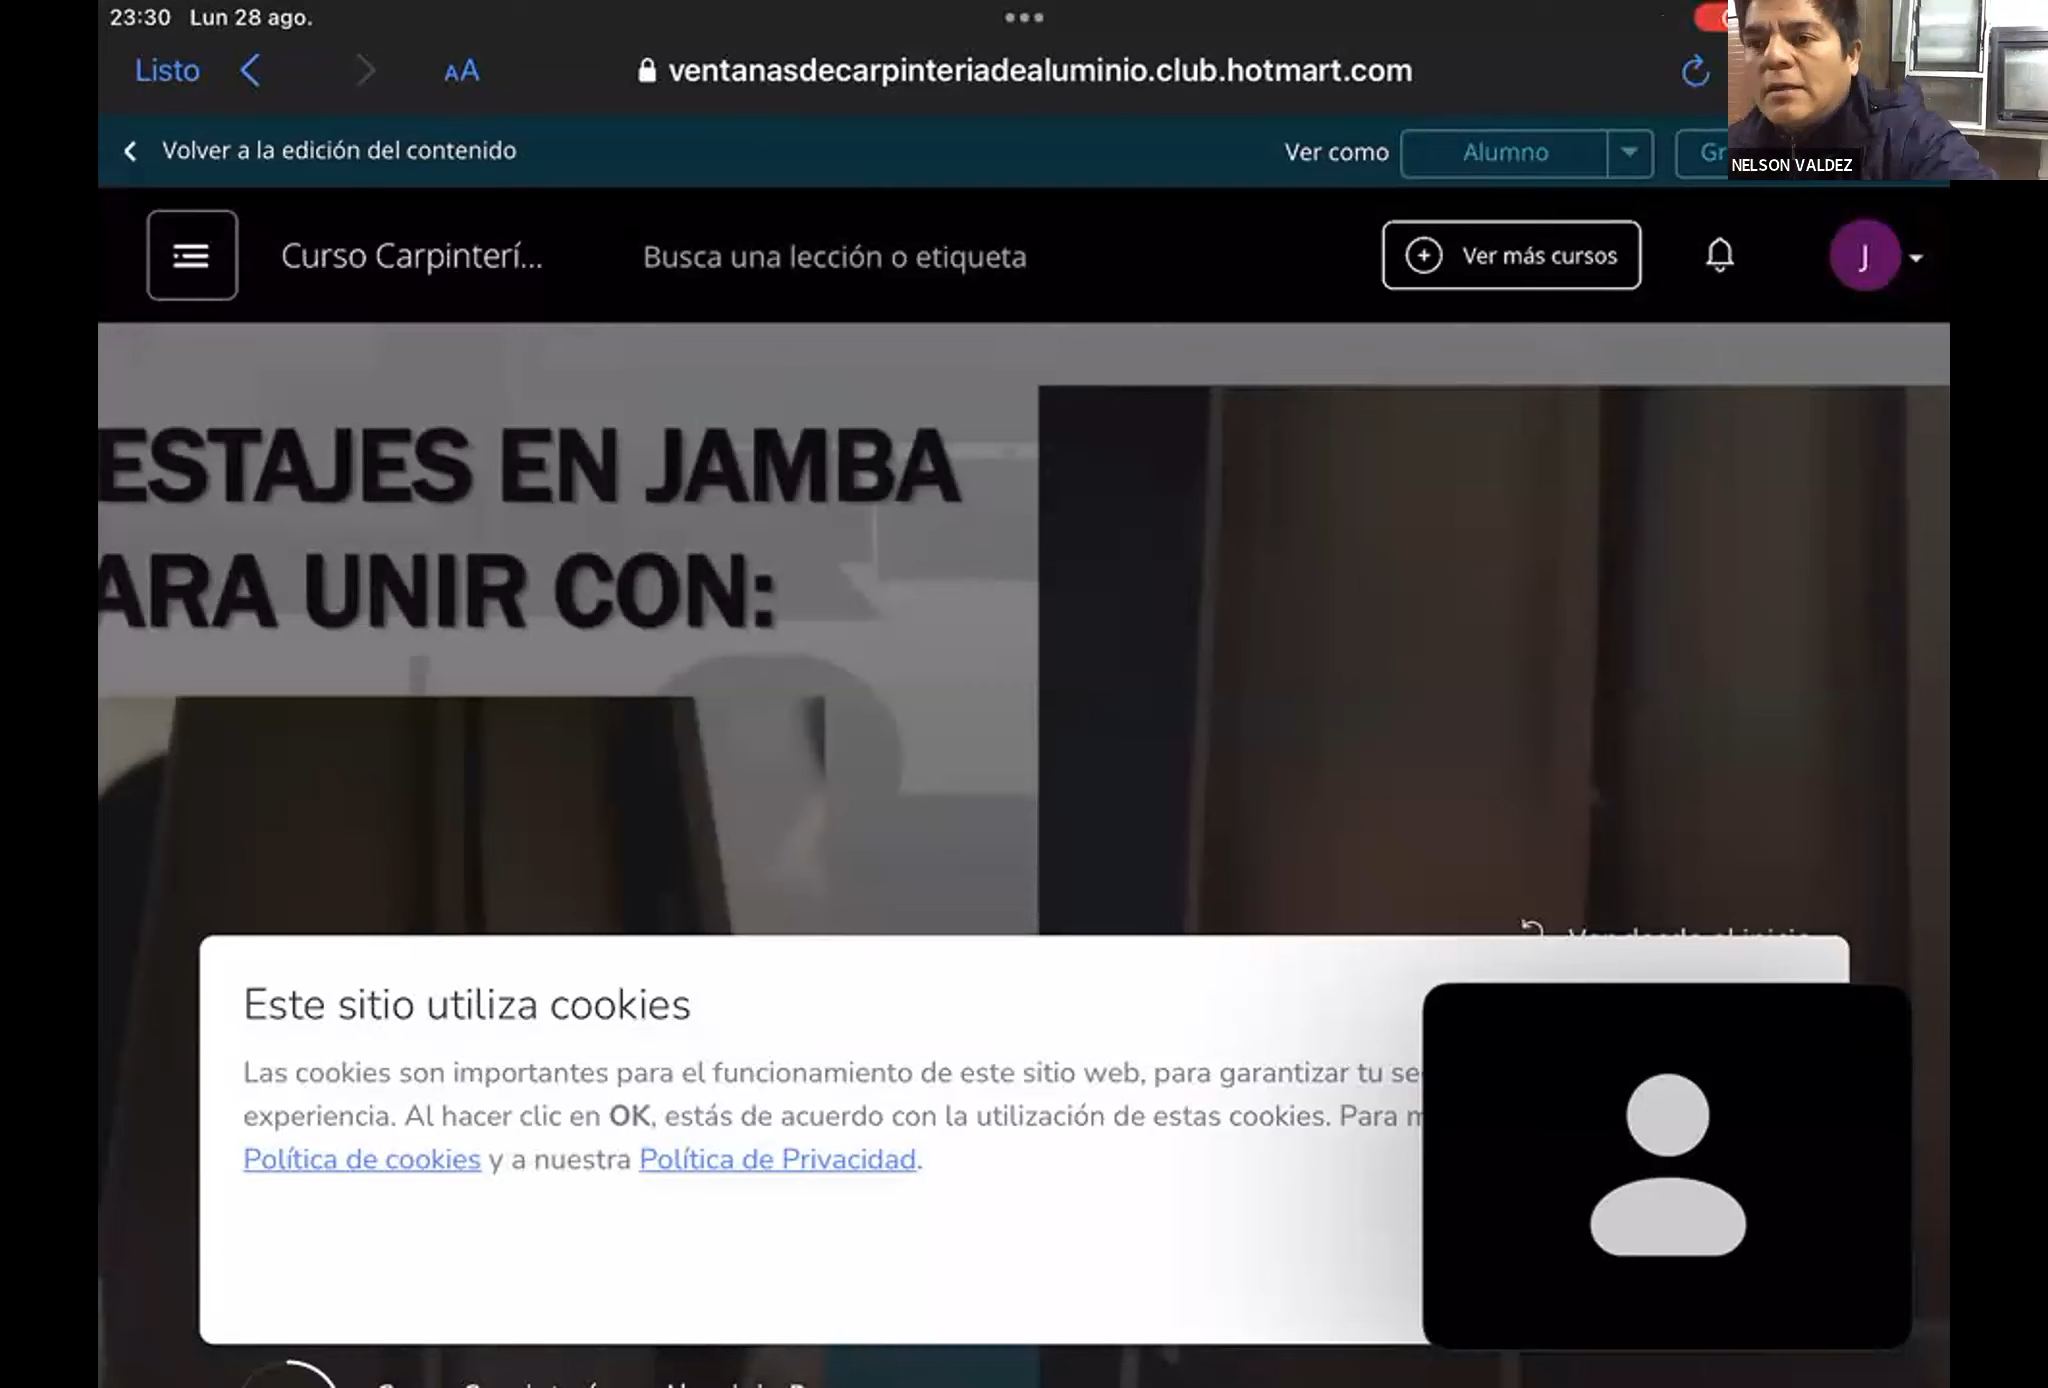 23:30 Lun 28 ago.
Listo
AA
ventanasdecarpinteriadealuminio.club.hotmart.com
NELSON VALDEZ
Volver a la edición del contenido
Ver como
Alumno
Gr
Curso Carpinterí...
Busca una lección o etiqueta
Ver más cursos
J
ESTAJES EN JAMBA
ARA UNIR CON:
Este sitio utiliza cookies
Las cookies son importantes para el funcionamiento de este sitio web, para garantizar tu se
experiencia. Al hacer clic en OK, estás de acuerdo con la utilización de estas cookies. Para m
Política de cookies y a nuestra Política de Privacidad.